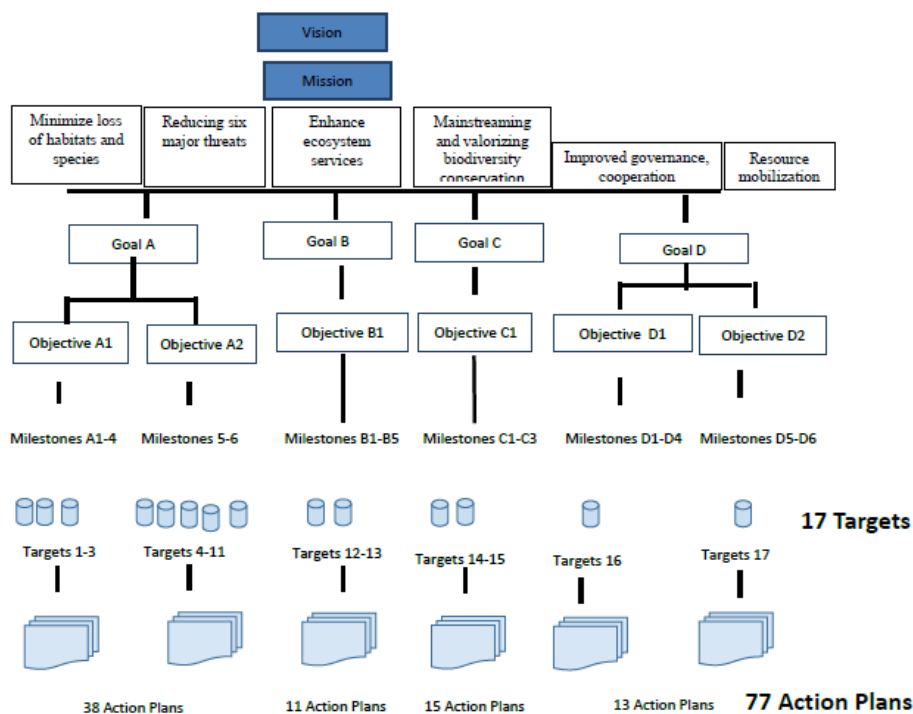 Vision
Mission
Minimize loss
of habitats and
species
Reducing six
major threats
Enhance
ecosystem
services
Mainstreaming
and valorizing
biodiversity
conservation
Improved governance,
cooperation
Resource
mobilization
Goal A
Goal B
Goal C
Goal D
Objective A1
Objective A2
Objective B1
Objective C1
Objective D1
Objective D2
Milestones A1-4
Milestones 5-6
Milestones B1-B5
Milestones C1-C3
Milestones D1-D4
Milestones D5-D6
17 Targets
Targets 1-3
Targets 4-11
Targets 12-13
Targets 14-15
Targets 16
Targets 17
38 Action Plans
11 Action Plans
15 Action Plans
13 Action Plans
77 Action Plans